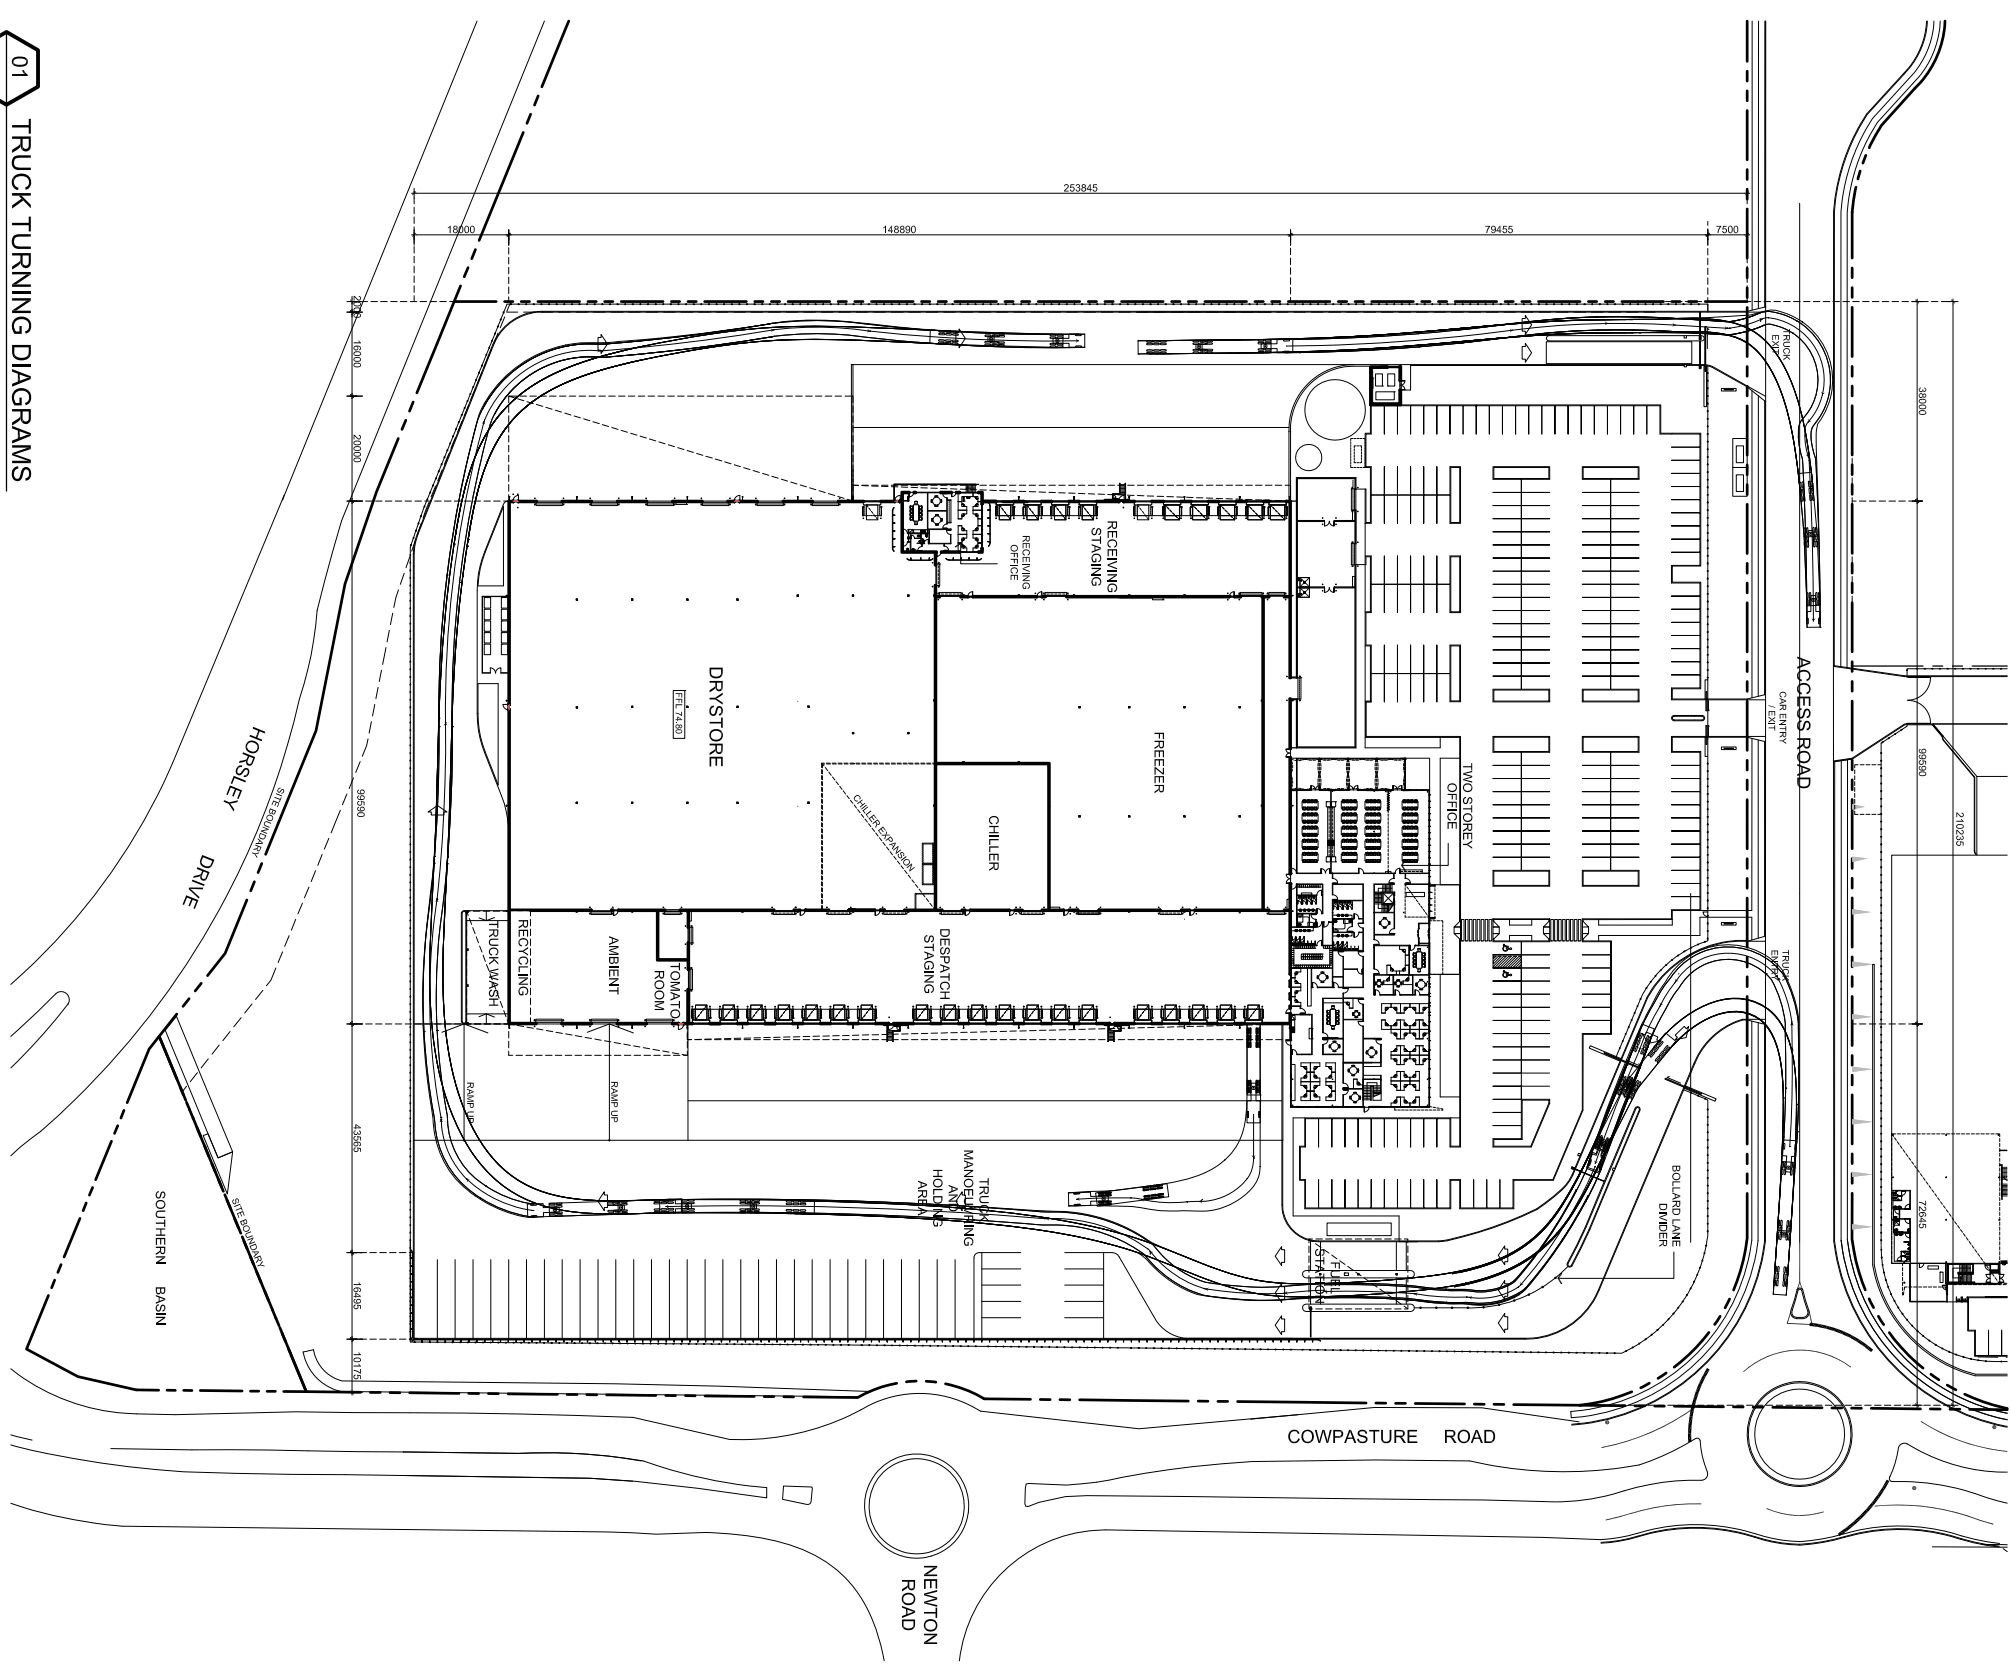 01
TRUCK TURNING DIAGRAMS
253845
18000
148890
79455
7500
16000
20000
99590
43565
16495
10175
38000
99590
210235
72645
TRUCK
EXIT
ACCESS ROAD
CAR ENTRY
/ EXIT
TRUCK
ENTRY
RECEIVING
STAGING
RECEIVING
OFFICE
DRYSTORE
FFL 74.80
FREEZER
CHILLER
CHILLER EXPANSION
TWO STOREY
OFFICE
HORSLEY
DRIVE
SITE BOUNDARY
TRUCK WASH
RECYCLING
AMBIENT
TOMATO
ROOM
DESPATCH
STAGING
RAMP UP
RAMP UP
TRUCK
MANOEUVRING
AND
HOLDING
AREA
FUEL
STATION
BOLLARD LANE
DIVIDER
SITE BOUNDARY
SOUTHERN BASIN
COWPASTURE ROAD
NEWTON
ROAD